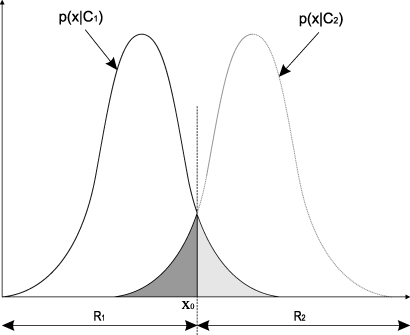 p(x|C₁)
p(x|C₂)
x₀
R₁
R₂